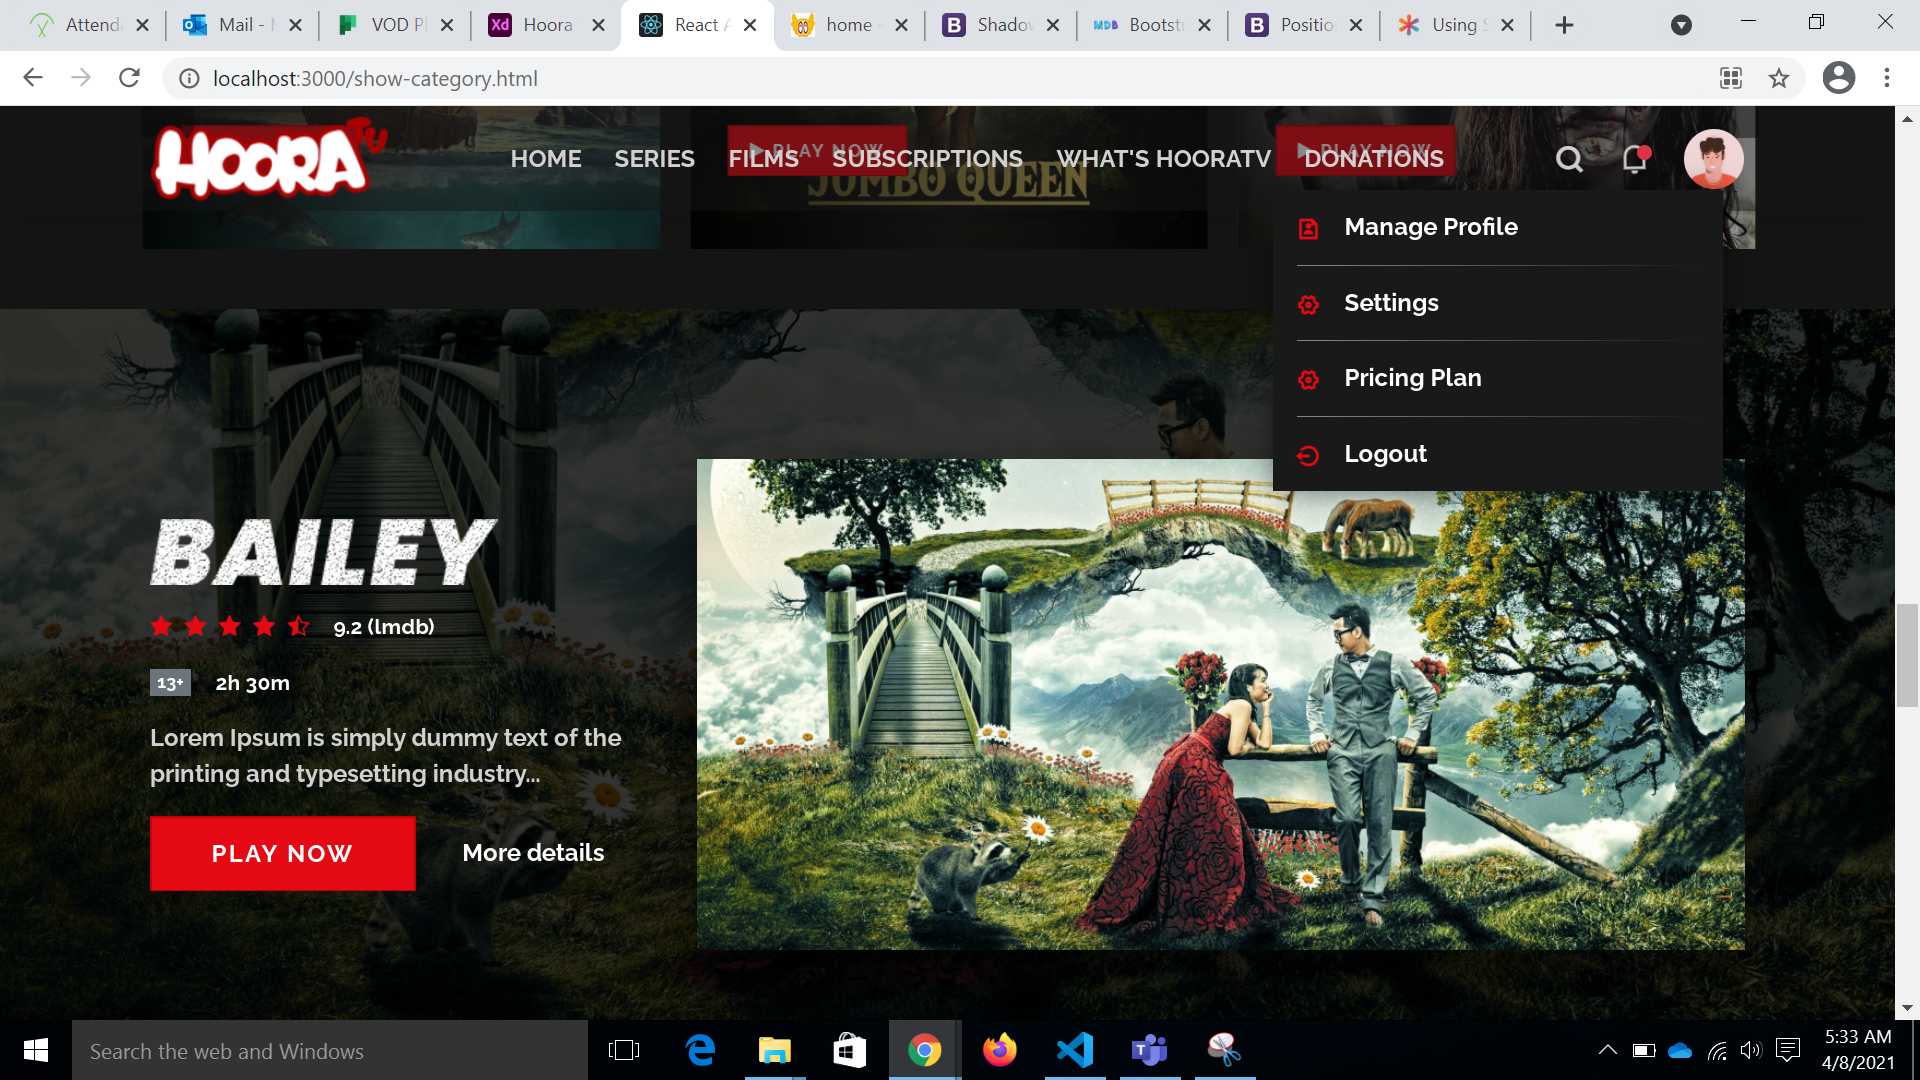 Attend
Mail -
VOD P
Hoora
React A
home -
Shadov
Bootst
Positio
Using S
localhost:3000/show-category.html
HOORA TV
HOME
SERIES
FILMS
SUBSCRIPTIONS
WHAT'S HOORATV
DONATIONS
PLAY NOW
PLAY NOW
JUMBO QUEEN
Manage Profile
Settings
Pricing Plan
Logout
BAILEY
9.2 (lmdb)
13+ 2h 30m
Lorem Ipsum is simply dummy text of the
printing and typesetting industry...
PLAY NOW
More details
Search the web and Windows
5:33 AM
4/8/2021